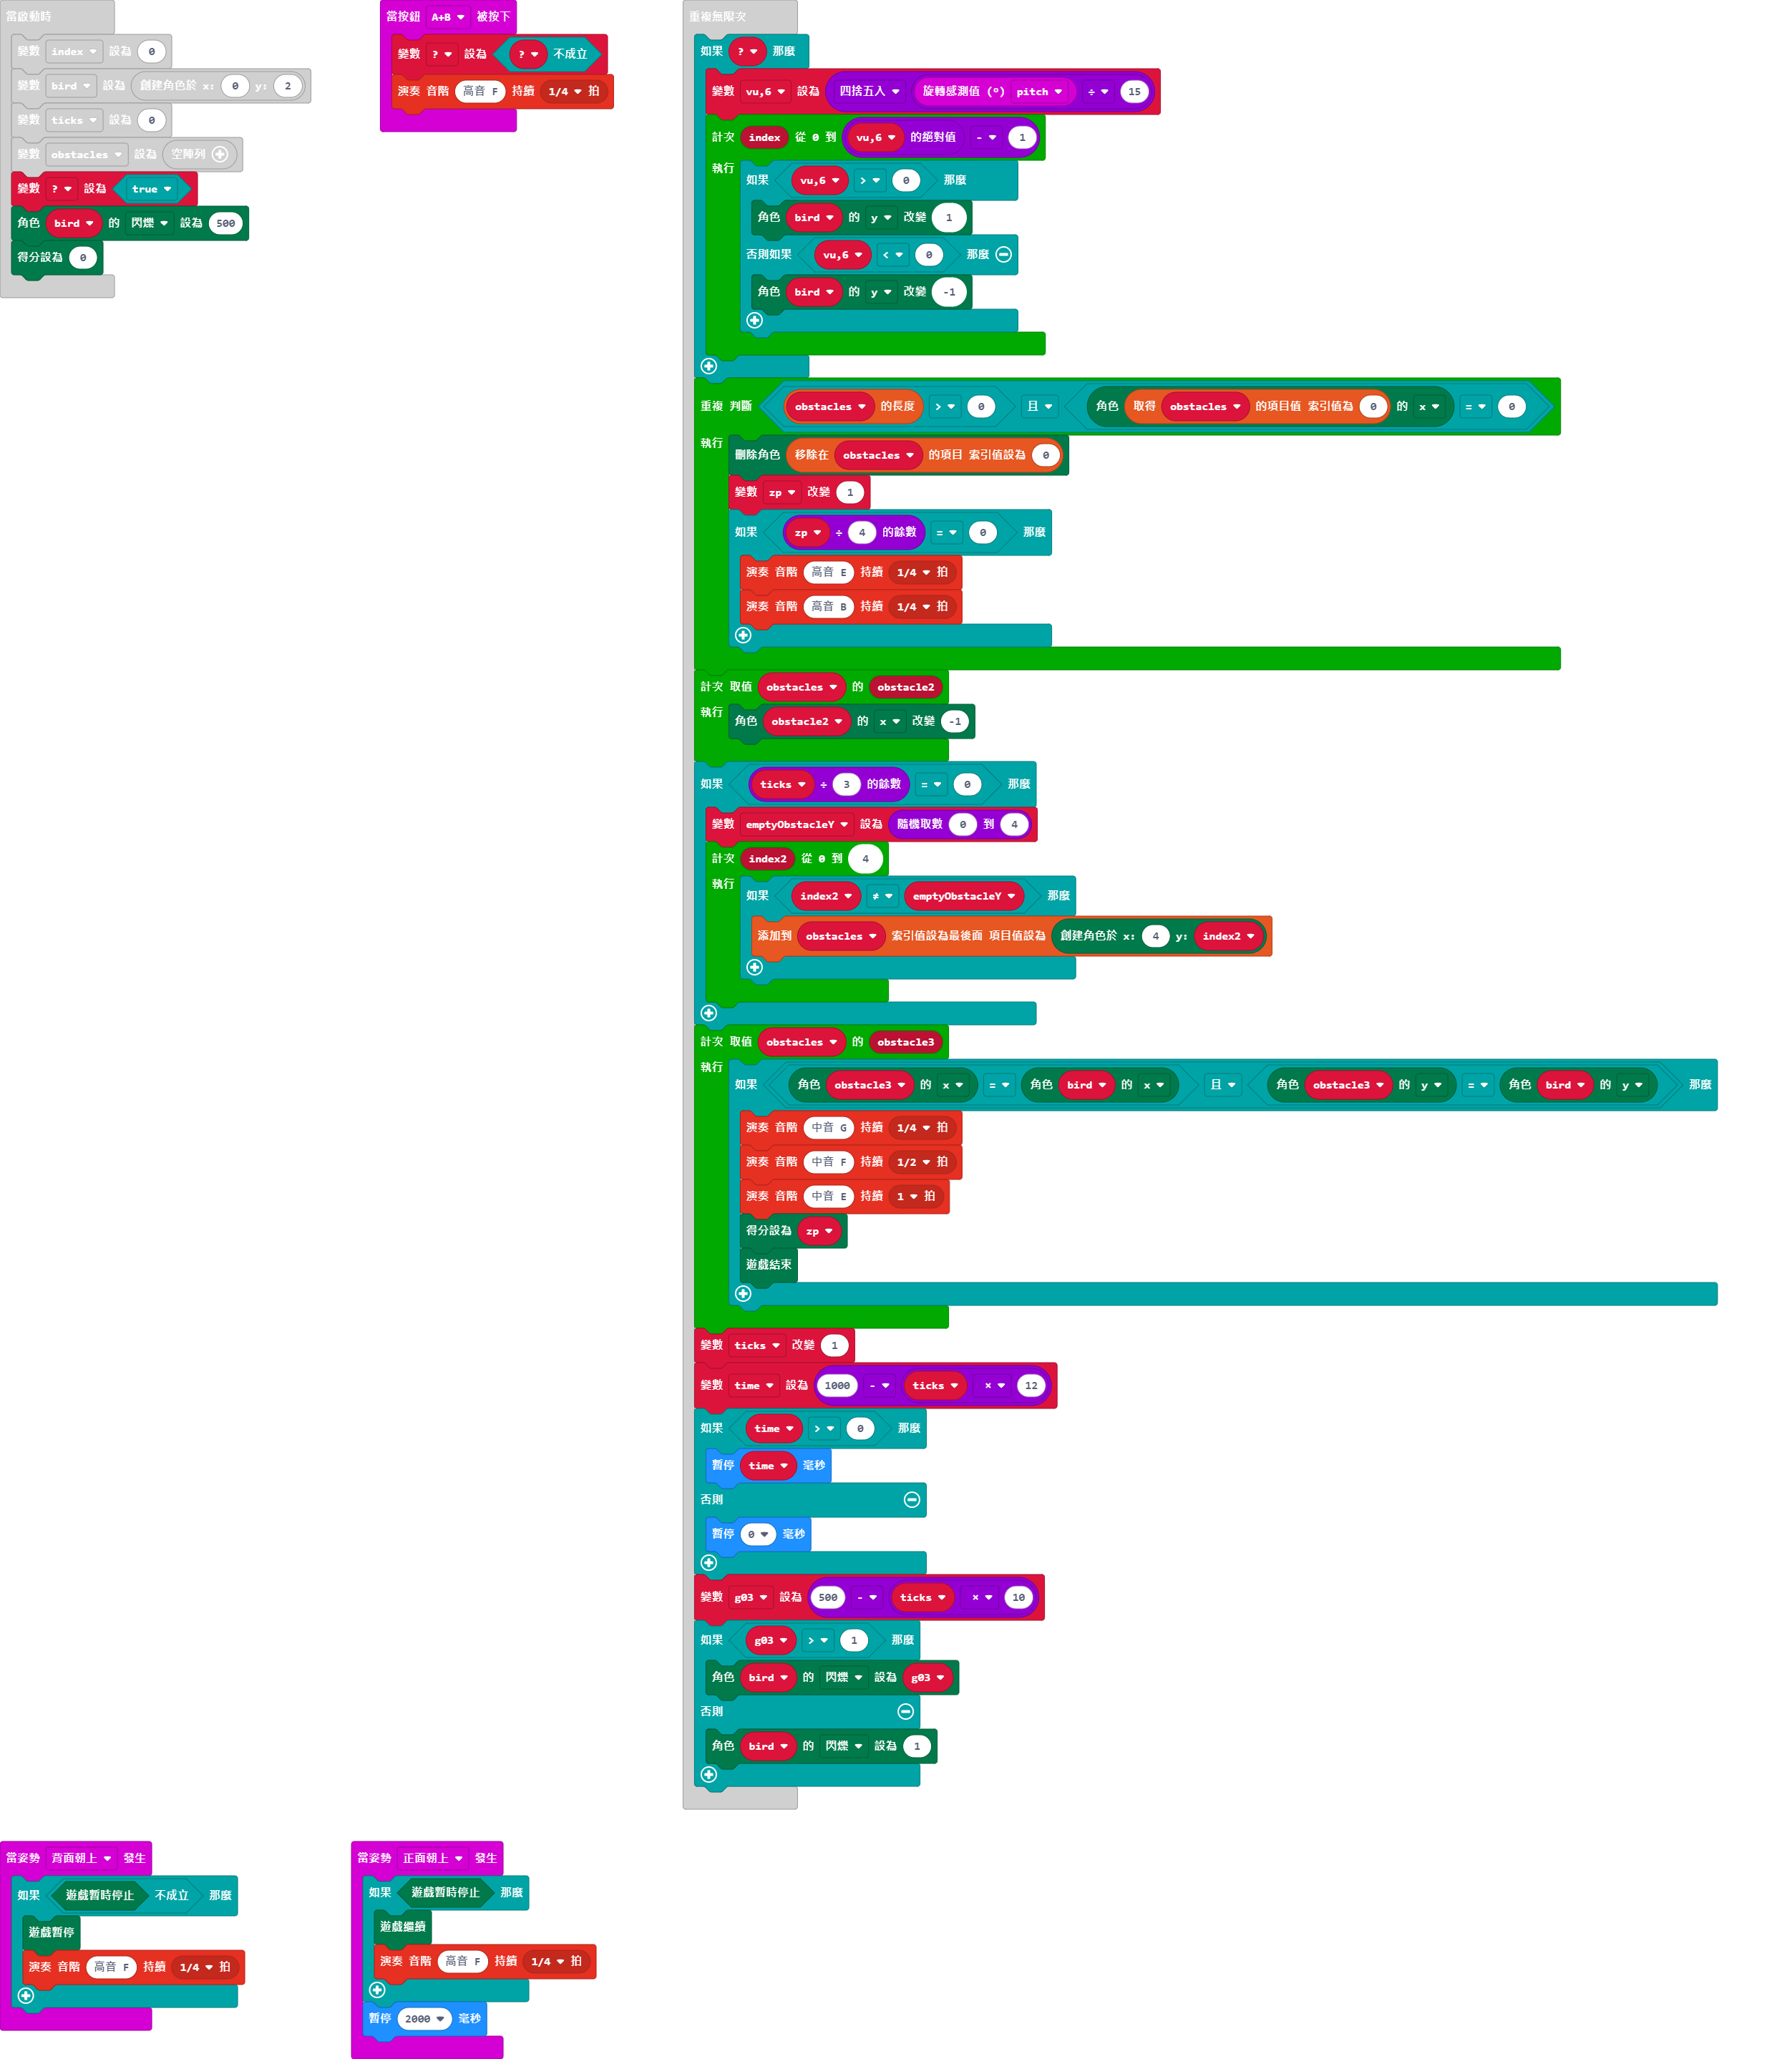 當啟動時
變數 index 設為 0
變數 bird 設為 創建角色於 x: 0 y: 2
變數 ticks 設為 0
變數 obstacles 設為 空陣列
變數 ? 設為 true
角色 bird 的 閃爍 設為 500
得分設為 0
當按鈕 A+B 被按下
變數 ? 設為 ? 不成立
演奏 音階 高音 F 持續 1/4 拍
重複無限次
如果 ? 那麼
變數 vu,6 設為 四捨五入 旋轉感測值 (°) pitch ÷ 15
計次 index 從 0 到 vu,6 的絕對值 - 1
執行
如果 vu,6 > 0 那麼
角色 bird 的 y 改變 1
否則如果 vu,6 < 0 那麼
角色 bird 的 y 改變 -1
重複 判斷 obstacles 的長度 > 0 且 角色 取得 obstacles 的項目值 索引值為 0 的 x = 0
執行
刪除角色 移除在 obstacles 的項目 索引值設為 0
變數 zp 改變 1
如果 zp ÷ 4 的餘數 = 0 那麼
演奏 音階 高音 E 持續 1/4 拍
演奏 音階 高音 B 持續 1/4 拍
計次 取值 obstacles 的 obstacle2
執行
角色 obstacle2 的 x 改變 -1
如果 ticks ÷ 3 的餘數 = 0 那麼
變數 emptyObstacleY 設為 隨機取數 0 到 4
計次 index2 從 0 到 4
執行
如果 index2 ≠ emptyObstacleY 那麼
添加到 obstacles 索引值設為最後面 項目值設為 創建角色於 x: 4 y: index2
計次 取值 obstacles 的 obstacle3
執行
如果 角色 obstacle3 的 x = 角色 bird 的 x 且 角色 obstacle3 的 y = 角色 bird 的 y 那麼
演奏 音階 中音 G 持續 1/4 拍
演奏 音階 中音 F 持續 1/2 拍
演奏 音階 中音 E 持續 1 拍
得分設為 zp
遊戲結束
變數 ticks 改變 1
變數 time 設為 1000 - ticks × 12
如果 time > 0 那麼
暫停 time 毫秒
否則
暫停 0 毫秒
變數 g03 設為 500 - ticks × 10
如果 g03 > 1 那麼
角色 bird 的 閃爍 設為 g03
否則
角色 bird 的 閃爍 設為 1
當姿勢 背面朝上 發生
如果 遊戲暫時停止 不成立 那麼
遊戲暫停
演奏 音階 高音 F 持續 1/4 拍
當姿勢 正面朝上 發生
如果 遊戲暫時停止 那麼
遊戲繼續
演奏 音階 高音 F 持續 1/4 拍
暫停 2000 毫秒